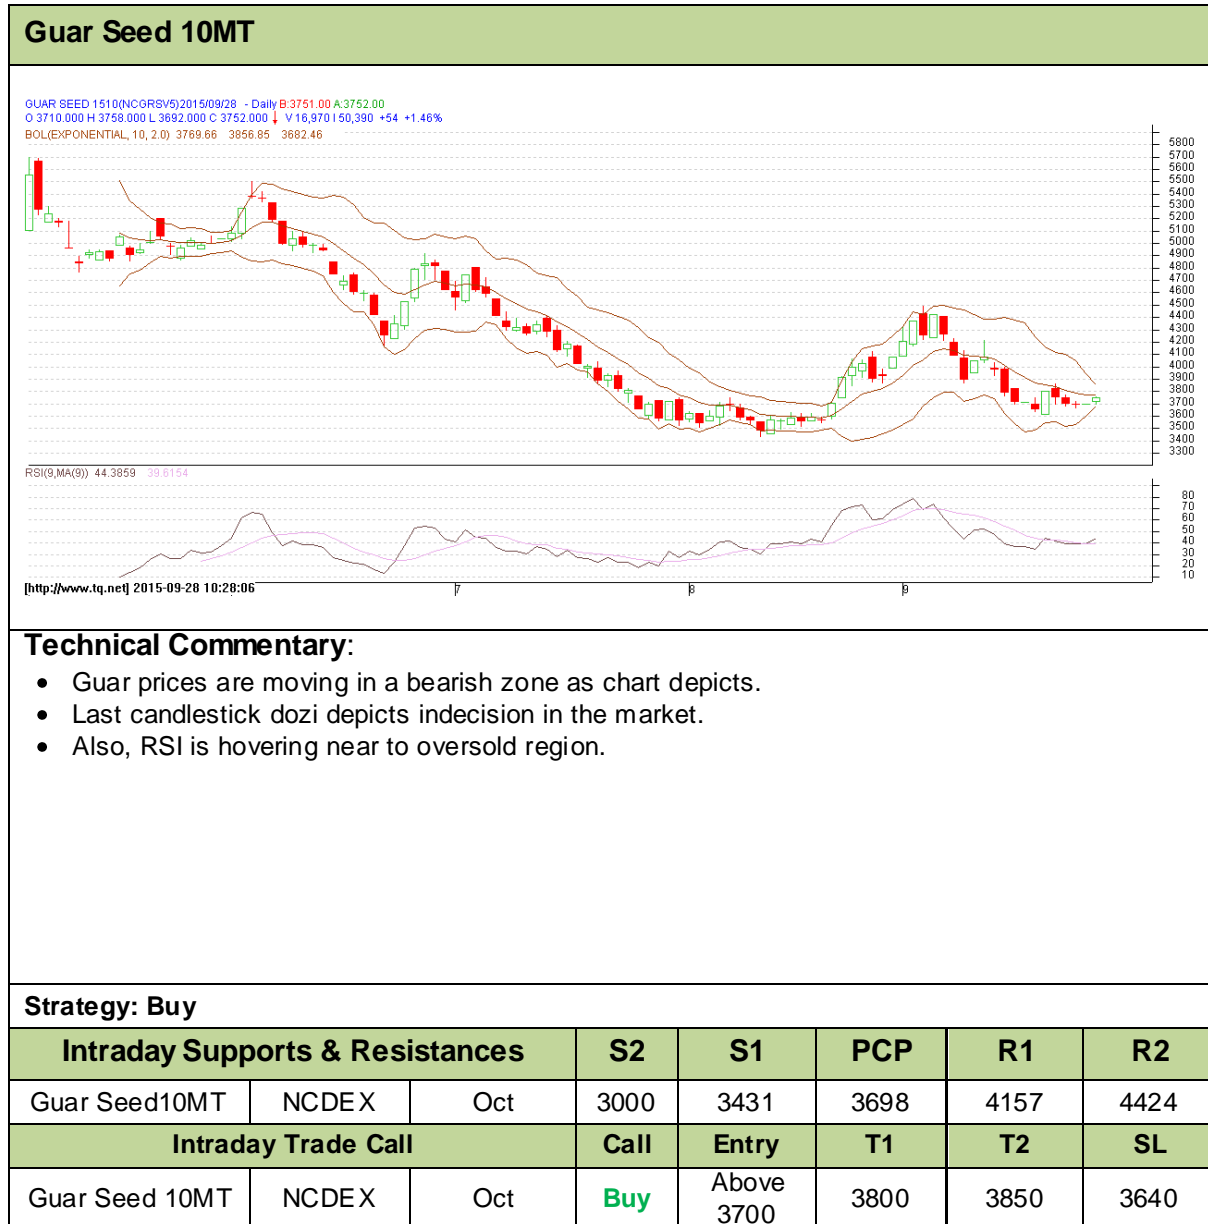 Guar Seed 10MT
GUAR SEED 1510(NCGRSV5)2015/09/28 - Daily B:3751.00 A:3752.00
O 3710.000 H 3758.000 L 3692.000 C 3752.000 ↓ V 16,970 I 50,390 +54 +1.46%
BOL(EXPONENTIAL, 10, 2.0) 3769.66 3856.85 3682.46
5800
5700
5600
5500
5400
5300
5200
5100
5000
4900
4800
4700
4600
4500
4400
4300
4200
4100
4000
3900
3800
3700
3600
3500
3400
3300
RSI(9,MA(9)) 44.3859 39.6154
80
70
60
50
40
30
20
10
[http://www.tq.net] 2015-09-28 10:28:06
7 8 9
Technical Commentary:
• Guar prices are moving in a bearish zone as chart depicts.
• Last candlestick dozi depicts indecision in the market.
• Also, RSI is hovering near to oversold region.
Strategy: Buy
Intraday Supports & Resistances S2 S1 PCP R1 R2
Guar Seed10MT NCDEX Oct 3000 3431 3698 4157 4424
Intraday Trade Call Call Entry T1 T2 SL
Guar Seed 10MT NCDEX Oct Buy Above 3700 3800 3850 3640